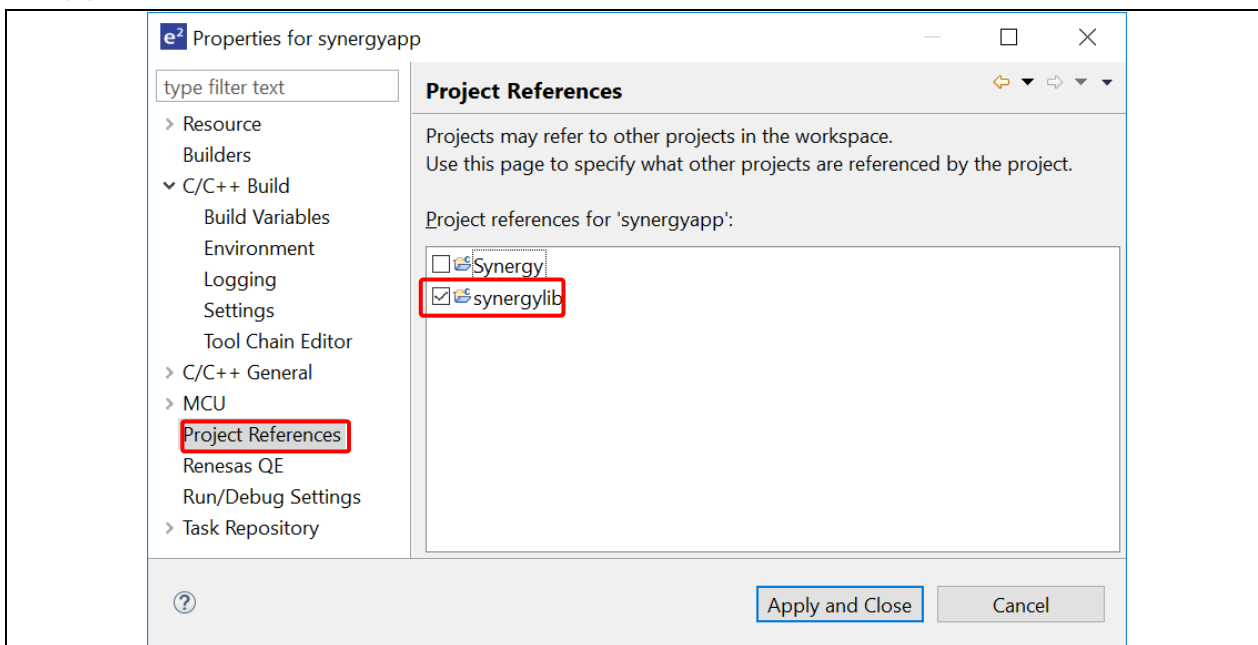 e² Properties for synergyapp
type filter text
Resource
Builders
C/C++ Build
Build Variables
Environment
Logging
Settings
Tool Chain Editor
C/C++ General
MCU
Project References
Renesas QE
Run/Debug Settings
Task Repository
Project References
Projects may refer to other projects in the workspace.
Use this page to specify what other projects are referenced by the project.
Project references for 'synergyapp':
Synergy
synergylib
Apply and Close
Cancel